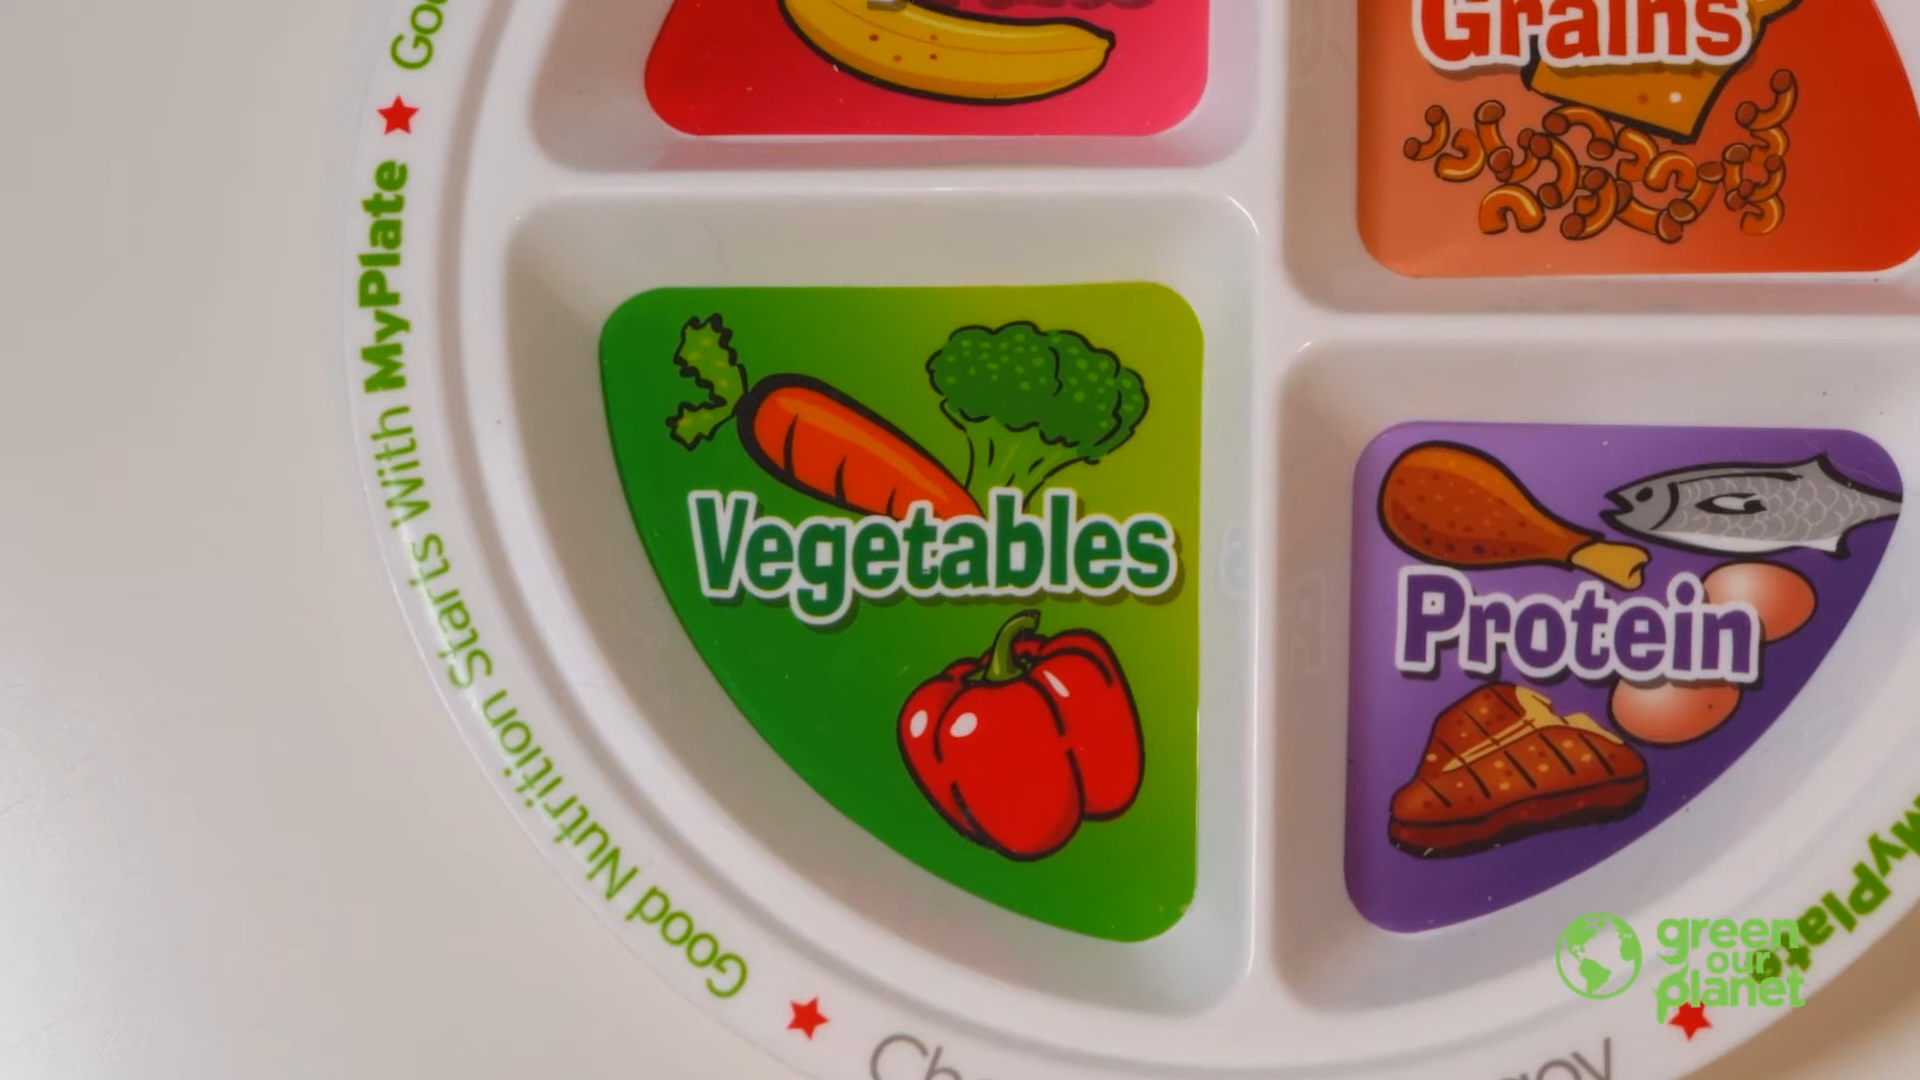 Grains
Vegetables
Protein
Good Nutrition Starts With MyPlate
MyPlate
green
our
planet